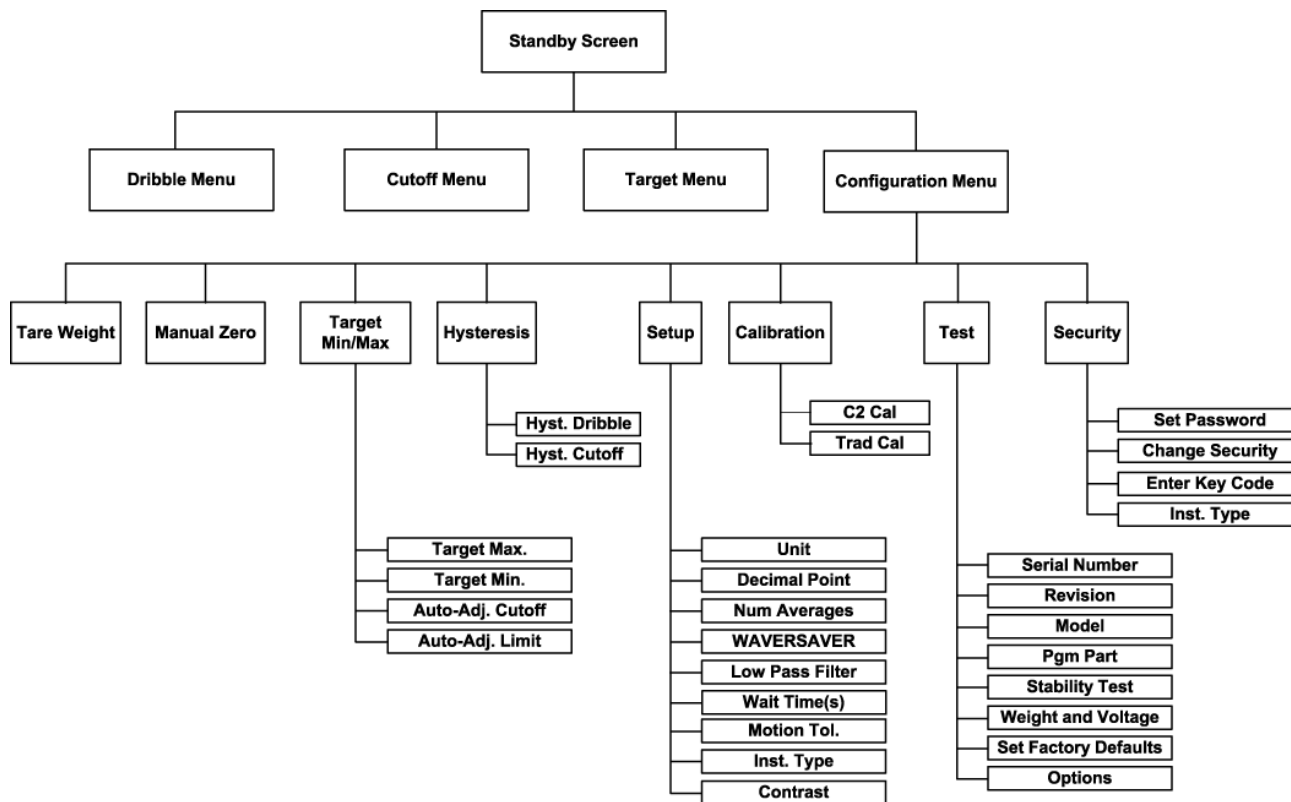 Standby Screen
Dribble Menu
Cutoff Menu
Target Menu
Configuration Menu
Tare Weight
Manual Zero
Target
Min/Max
Hysteresis
Setup
Calibration
Test
Security
Hyst. Dribble
Hyst. Cutoff
C2 Cal
Trad Cal
Set Password
Change Security
Enter Key Code
Inst. Type
Target Max.
Target Min.
Auto-Adj. Cutoff
Auto-Adj. Limit
Unit
Decimal Point
Num Averages
WAVERSAVER
Low Pass Filter
Wait Time(s)
Motion Tol.
Inst. Type
Contrast
Serial Number
Revision
Model
Pgm Part
Stability Test
Weight and Voltage
Set Factory Defaults
Options